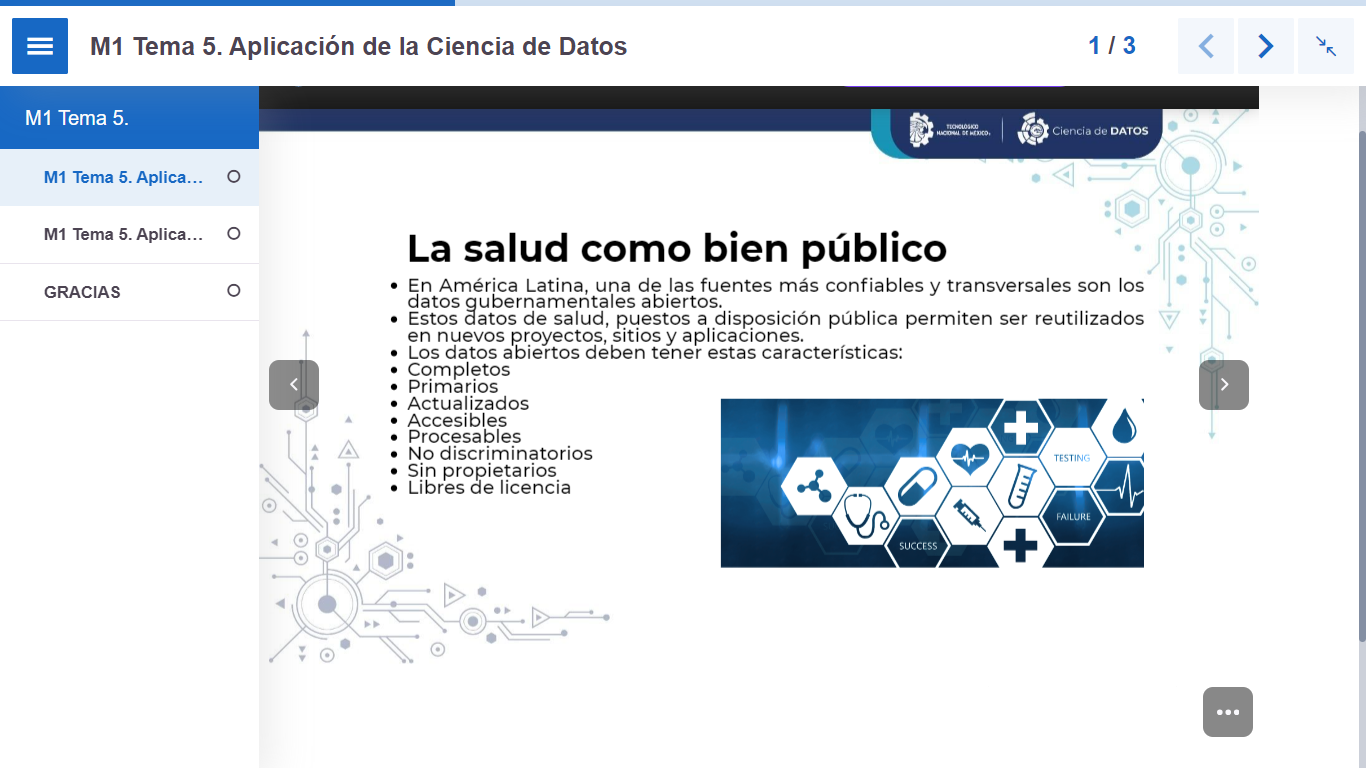 M1 Tema 5. Aplicación de la Ciencia de Datos
1 / 3
M1 Tema 5.
M1 Tema 5. Aplica...
M1 Tema 5. Aplica...
GRACIAS
TECNOLÓGICO
NACIONAL DE MÉXICO
Ciencia de DATOS
La salud como bien público
• En América Latina, una de las fuentes más confiables y transversales son los
datos gubernamentales abiertos.
• Estos datos de salud, puestos a disposición pública permiten ser reutilizados
en nuevos proyectos, sitios y aplicaciones.
• Los datos abiertos deben tener estas características:
• Completos
• Primarios
• Actualizados
• Accesibles
• Procesables
• No discriminatorios
• Sin propietarios
• Libres de licencia
TESTING
FAILURE
SUCCESS